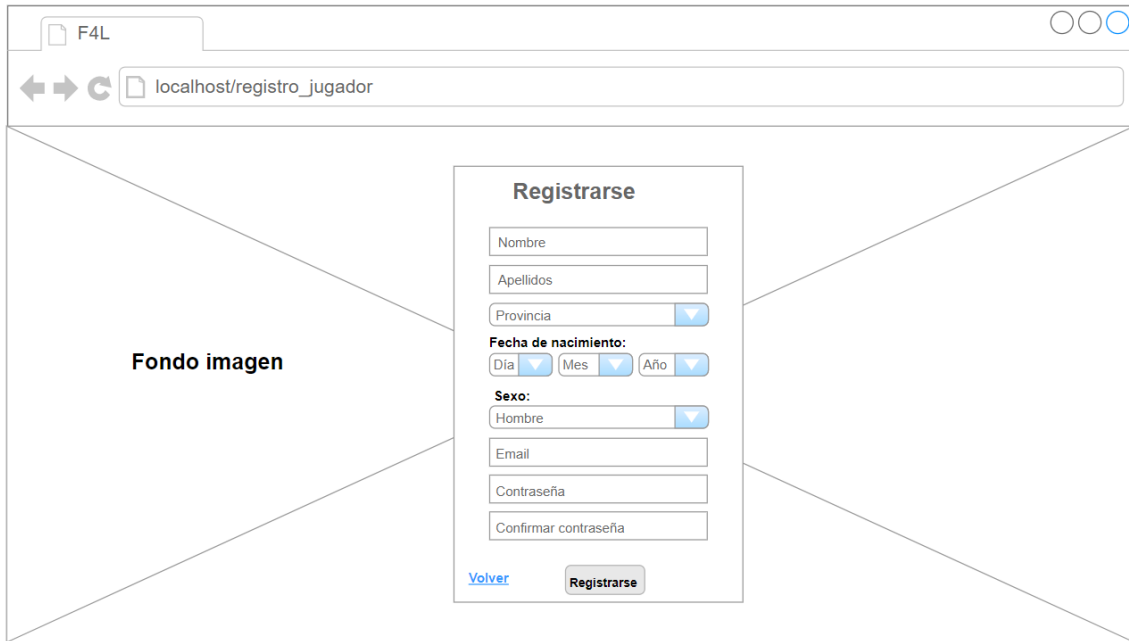 F4L
localhost/registro_jugador
Registrarse
Nombre
Apellidos
Provincia
Fecha de nacimiento:
Día Mes Año
Fondo imagen
Sexo:
Hombre
Email
Contraseña
Confirmar contraseña
Volver Registrarse